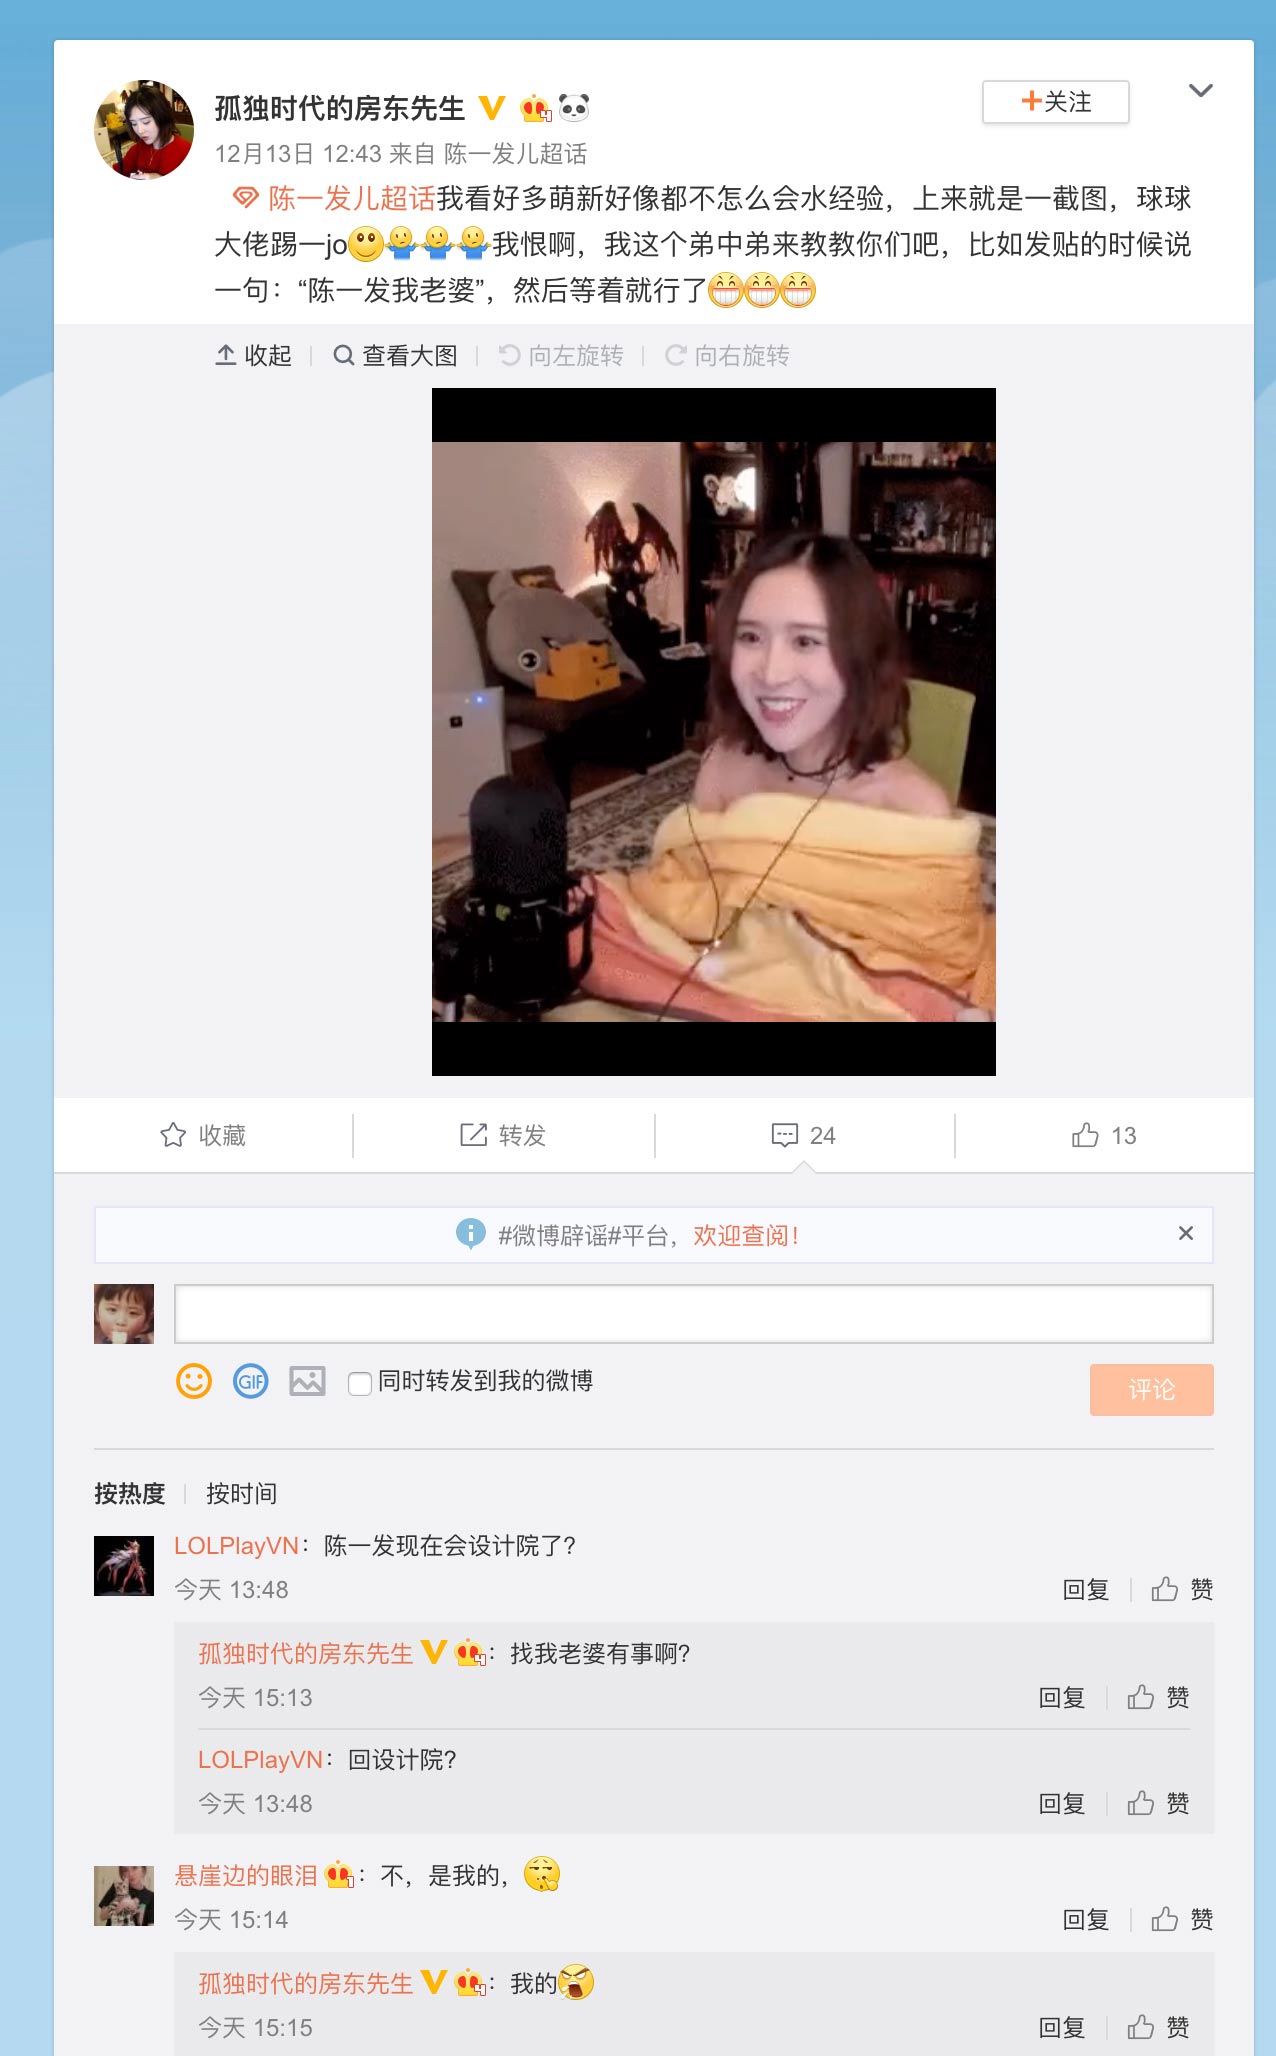 孤独时代的房东先生
+关注
12月13日 12:43 来自 陈一发儿超话
陈一发儿超话我看好多萌新好像都不怎么会水经验，上来就是一截图，球球
大佬踢一jo我恨啊，我这个弟中弟来教教你们吧，比如发贴的时候说
一句：“陈一发我老婆”，然后等着就行了
收起 查看大图 向左旋转 向右旋转
收藏 转发 24 13
#微博辟谣#平台，欢迎查阅！
GIF 同时转发到我的微博
评论
按热度 按时间
LOLPlayVN：陈一发现在会设计院了？
今天 13:48 回复 赞
孤独时代的房东先生：找我老婆有事啊？
今天 15:13 回复 赞
LOLPlayVN：回设计院？
今天 13:48 回复 赞
悬崖边的眼泪：不，是我的，
今天 15:14 回复 赞
孤独时代的房东先生：我的
今天 15:15 回复 赞